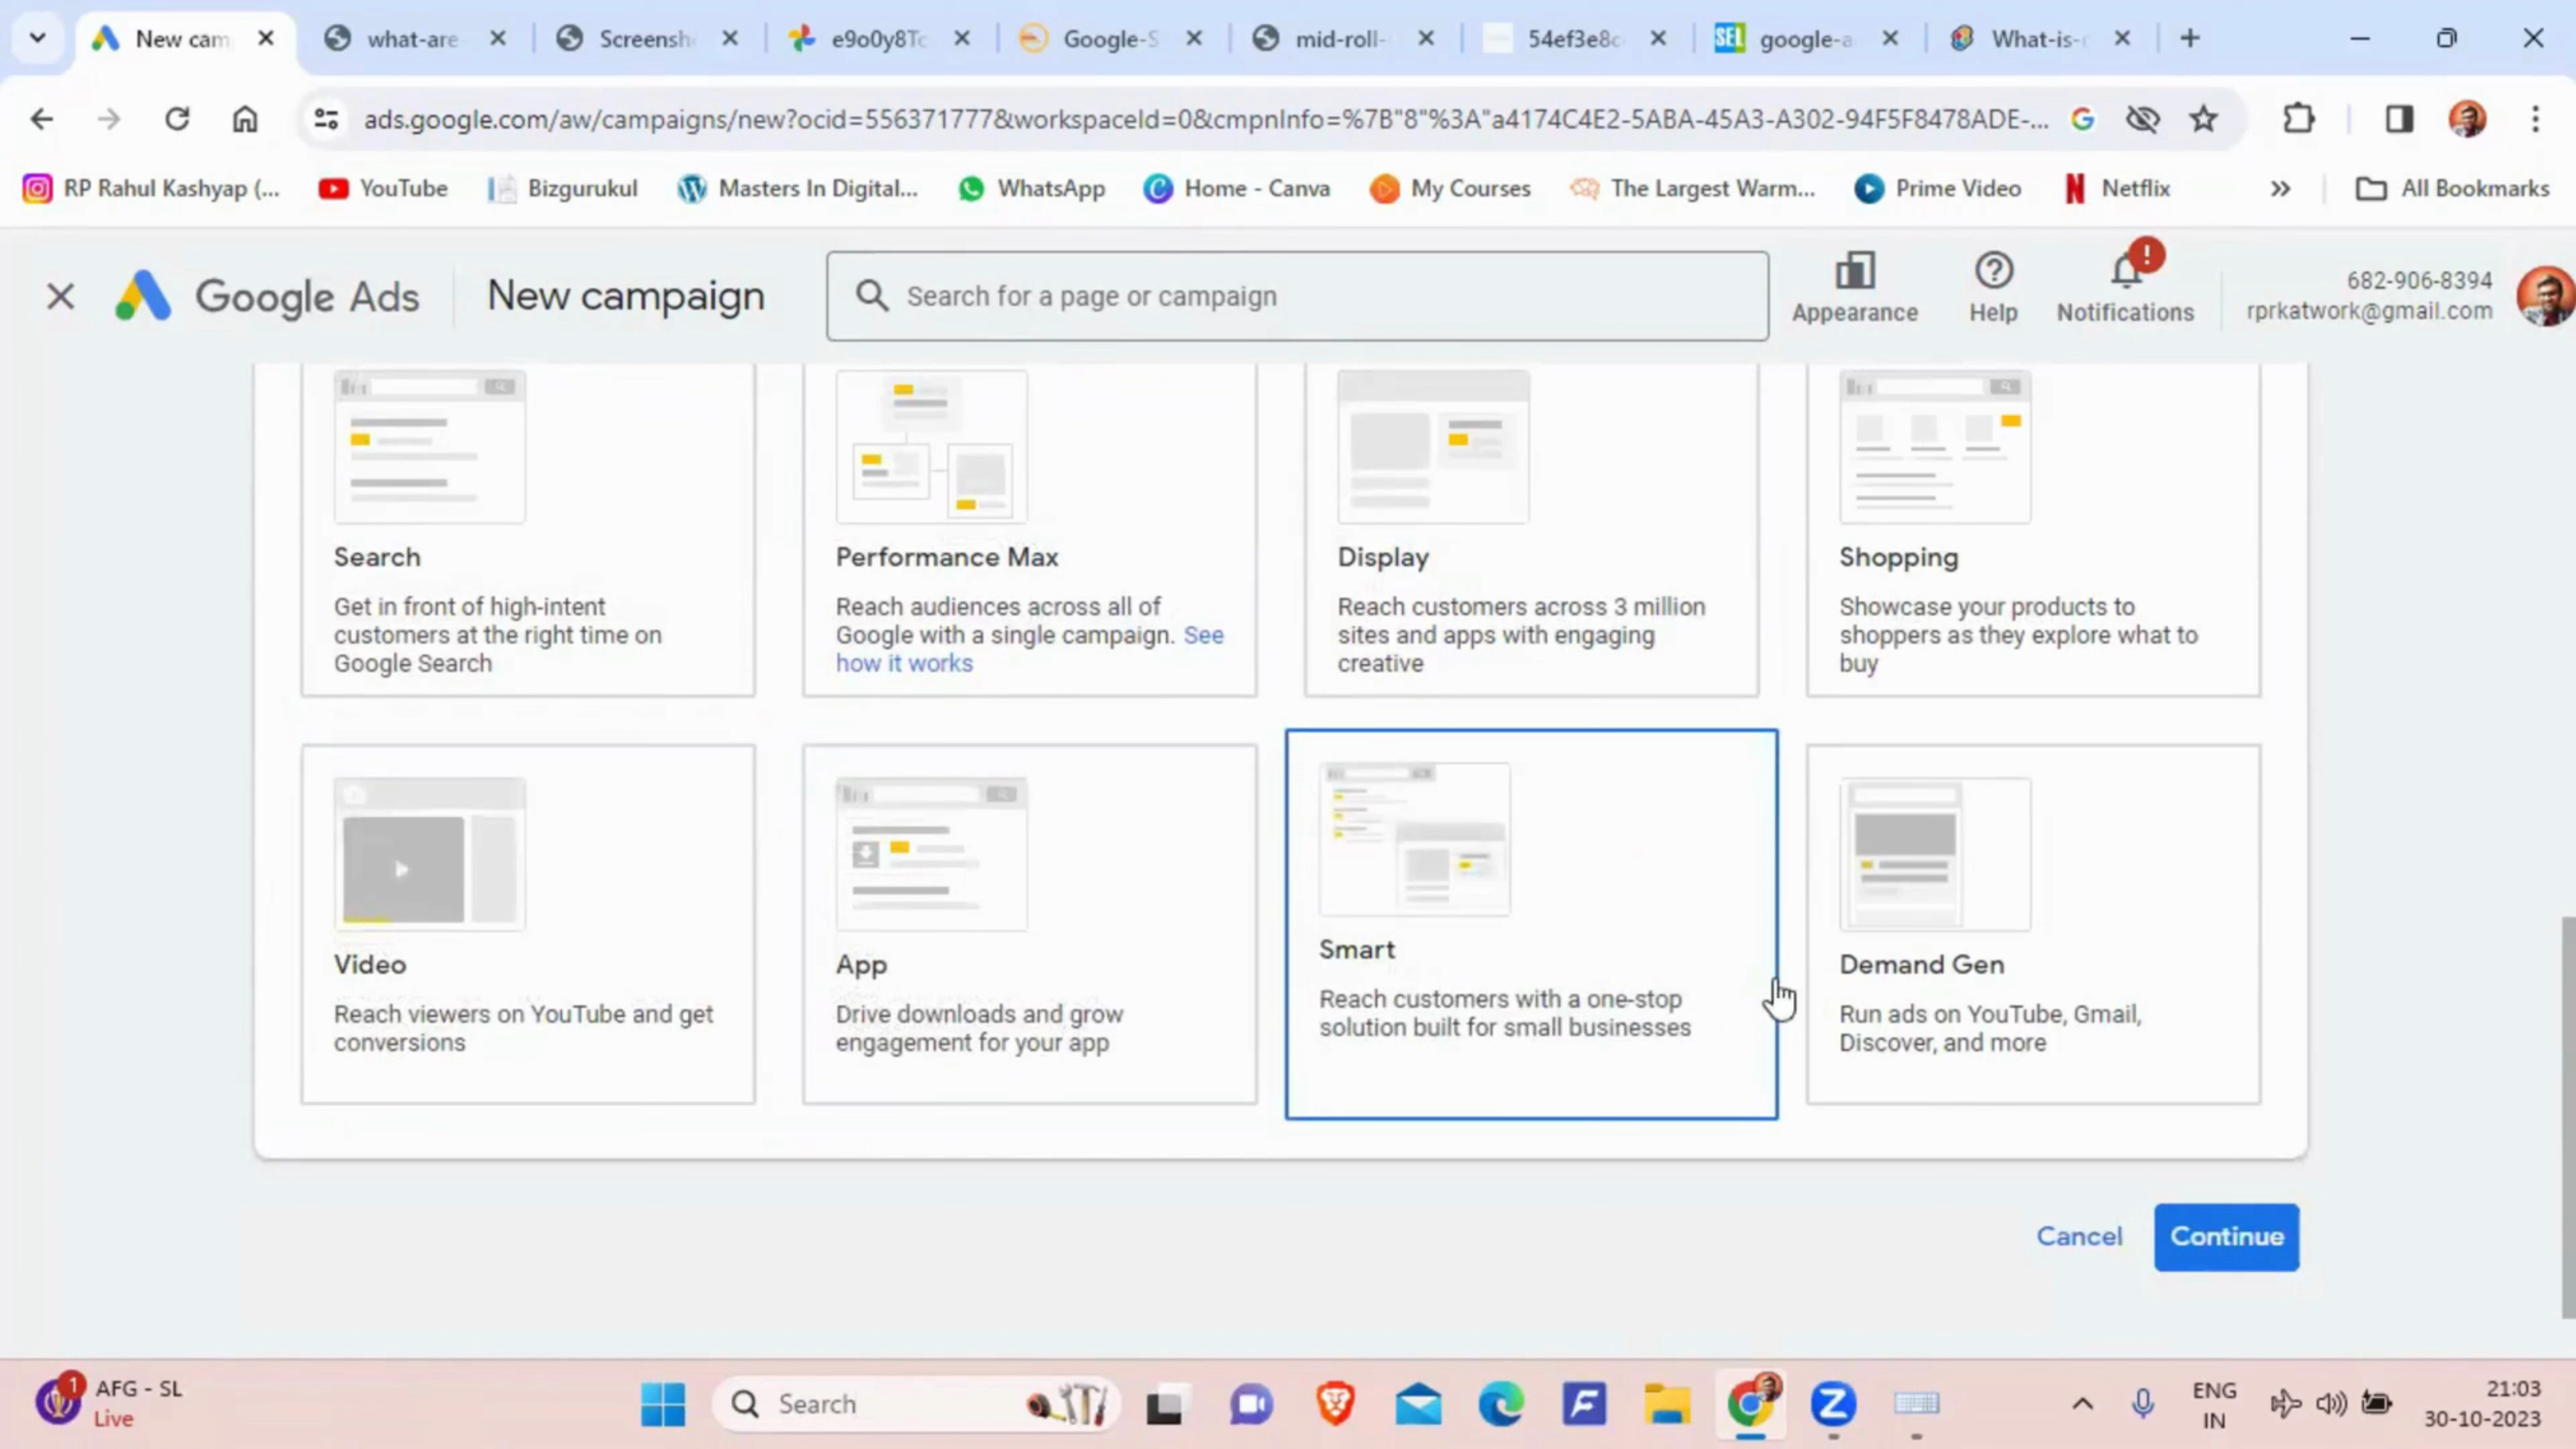 New cam
what-are
Screensh
e9o0y8Tc
Google-S
mid-roll-
54ef3e8c
SEL
google-a
What-is-
ads.google.com/aw/campaigns/new?ocid=556371777&workspaceId=0&cmpnInfo=%7B"8"%3A"a4174C4E2-5ABA-45A3-A302-94F5F8478ADE-...
RP Rahul Kashyap (...
YouTube
Bizgurukul
Masters In Digital...
WhatsApp
Home - Canva
My Courses
The Largest Warm...
Prime Video
Netflix
All Bookmarks
Google Ads
New campaign
Search for a page or campaign
Appearance
Help
Notifications
682-906-8394
rprkatwork@gmail.com
Search
Get in front of high-intent
customers at the right time on
Google Search
Performance Max
Reach audiences across all of
Google with a single campaign. See
how it works
Display
Reach customers across 3 million
sites and apps with engaging
creative
Shopping
Showcase your products to
shoppers as they explore what to
buy
Video
Reach viewers on YouTube and get
conversions
App
Drive downloads and grow
engagement for your app
Smart
Reach customers with a one-stop
solution built for small businesses
Demand Gen
Run ads on YouTube, Gmail,
Discover, and more
Cancel
Continue
1
AFG - SL
Live
Search
ENG
IN
21:03
30-10-2023